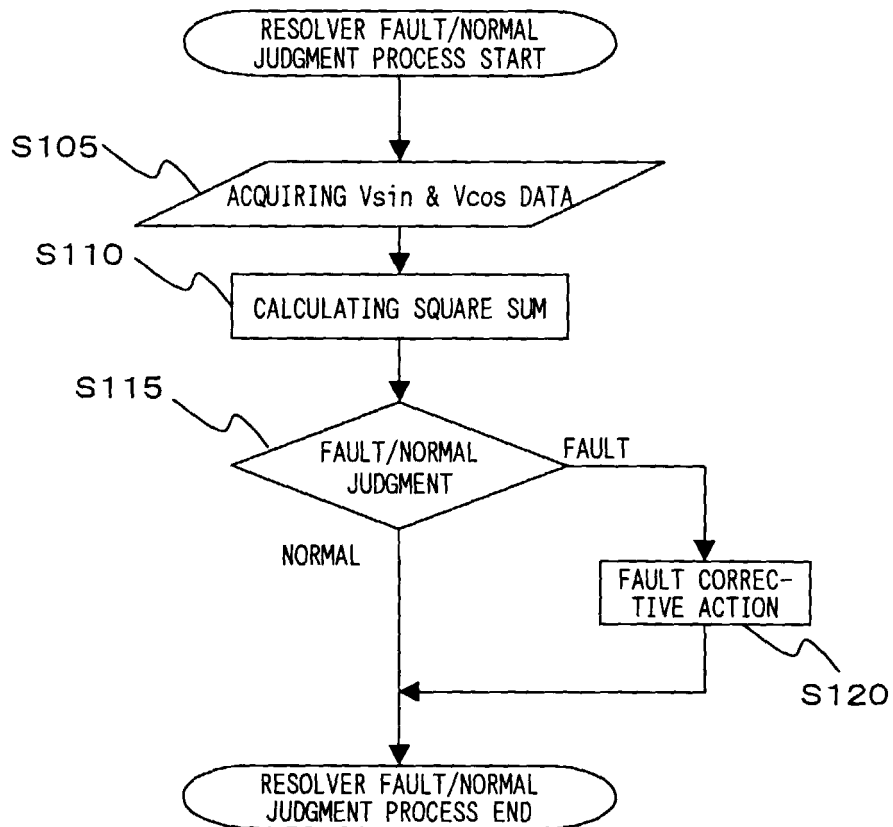 RESOLVER FAULT/NORMAL
JUDGMENT PROCESS START
S105
ACQUIRING Vsin & Vcos DATA
S110
CALCULATING SQUARE SUM
S115
FAULT/NORMAL
JUDGMENT
FAULT
NORMAL
FAULT CORREC-
TIVE ACTION
S120
RESOLVER FAULT/NORMAL
JUDGMENT PROCESS END